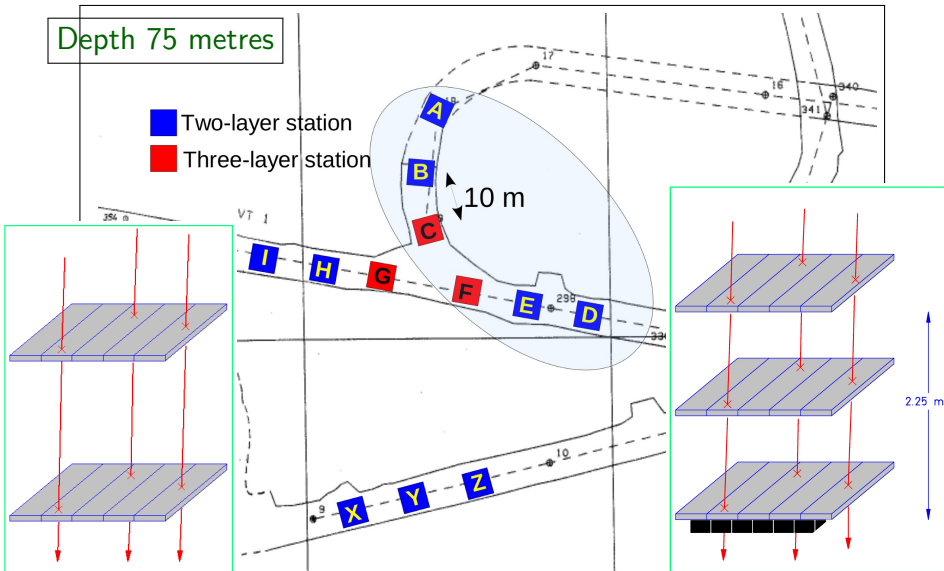 Depth 75 metres
Two-layer station
Three-layer station
17
16
340
341
A
B
10 m
C
VT 1
354 m
I
H
G
F
E
D
298
2.25 m
10
9
X
Y
Z